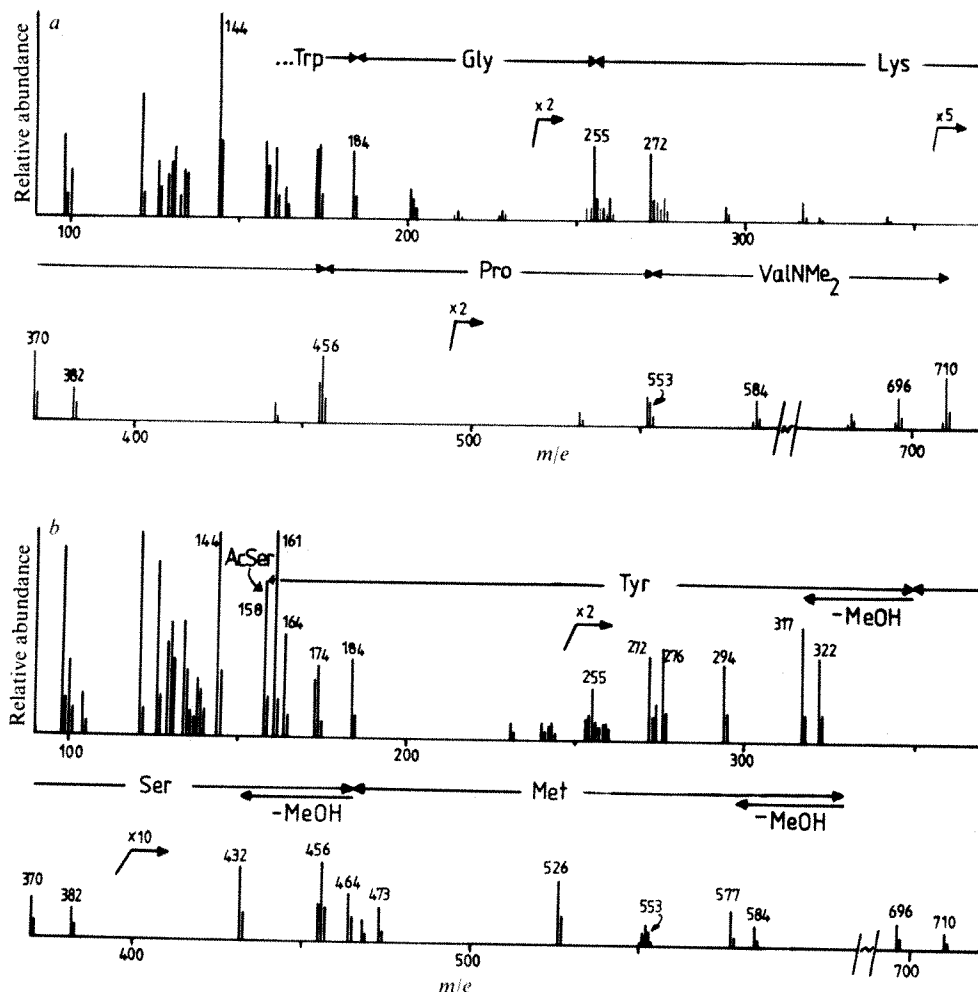 a
144
...Trp Gly Lys
x2
x5
184
255
272
Relative abundance
100 200 300
Pro ValNMe₂
x2
370
382
456
553
584
696
710
400 500 700
m/e
b
144
161
AcSer
Tyr
-MeOH
158
164
174
184
x2
255
272
276
294
317
322
Relative abundance
100 200 300
Ser Met
-MeOH -MeOH
x10
370
382
432
456
464
473
526
553
577
584
696
710
400 500 700
m/e